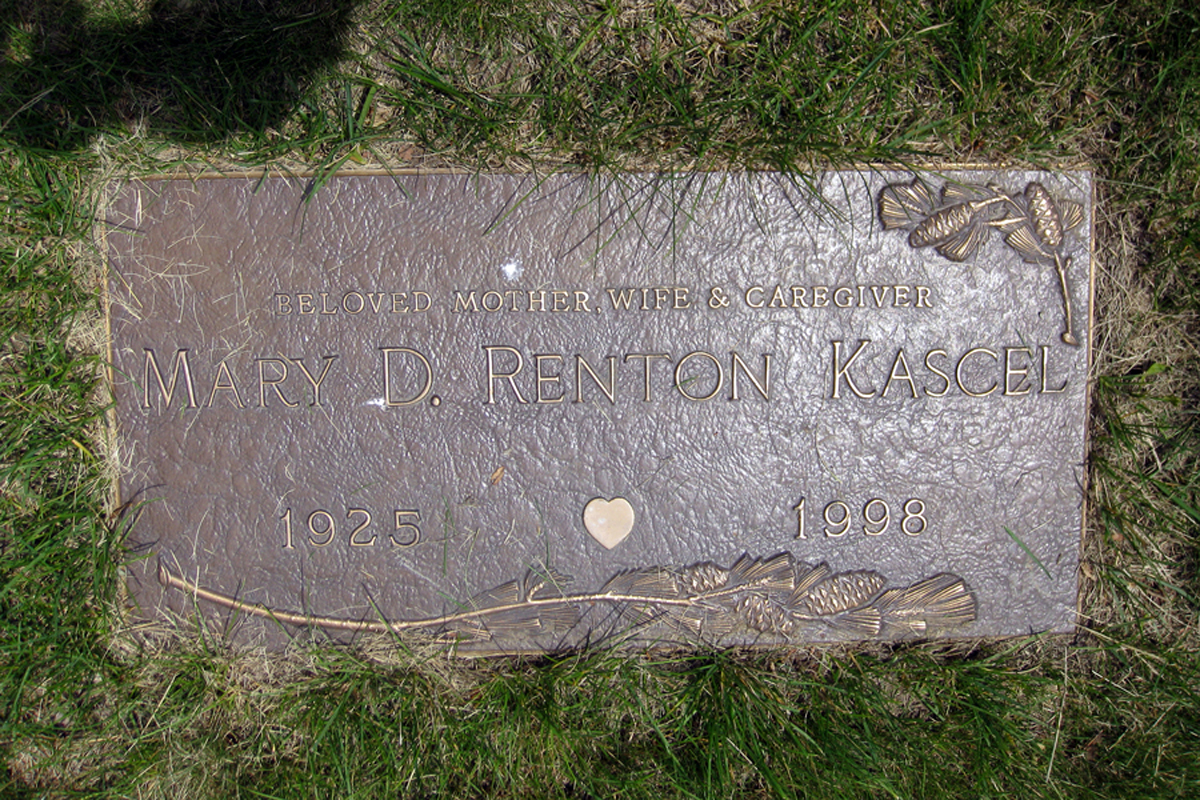 BELOVED MOTHER, WIFE & CAREGIVER
MARY D. RENTON KASCEL
1925 1998